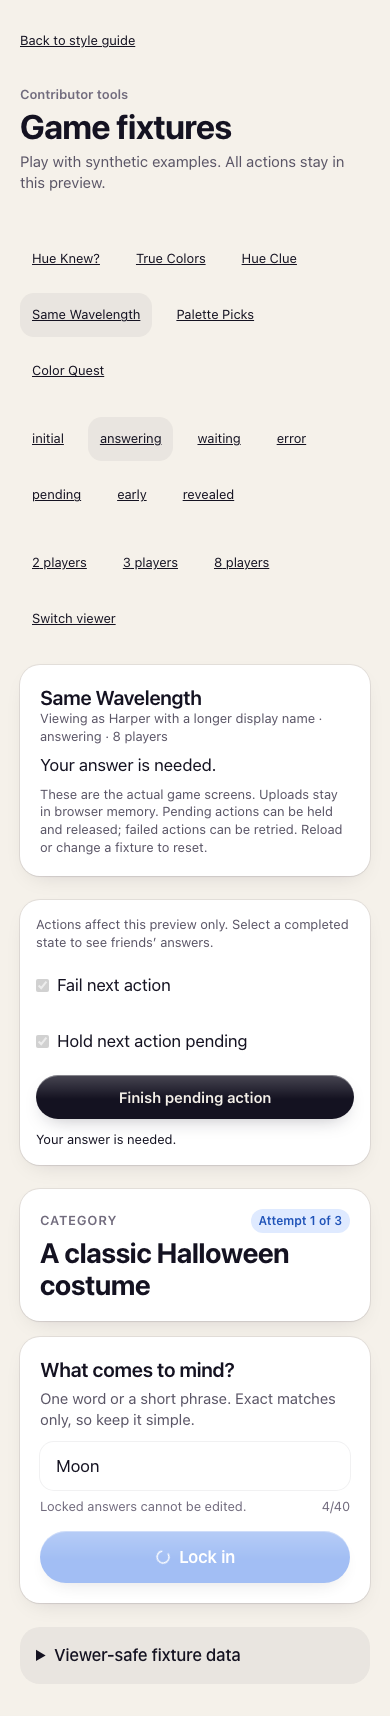 Back to style guide
Contributor tools
Game fixtures
Play with synthetic examples. All actions stay in
this preview.
Hue Knew? True Colors Hue Clue
Same Wavelength Palette Picks
Color Quest
initial answering waiting error
pending early revealed
2 players 3 players 8 players
Switch viewer
Same Wavelength
Viewing as Harper with a longer display name ·
answering · 8 players
Your answer is needed.
These are the actual game screens. Uploads stay
in browser memory. Pending actions can be held
and released; failed actions can be retried. Reload
or change a fixture to reset.
Actions affect this preview only. Select a completed
state to see friends’ answers.
Fail next action
Hold next action pending
Finish pending action
Your answer is needed.
CATEGORY Attempt 1 of 3
A classic Halloween
costume
What comes to mind?
One word or a short phrase. Exact matches
only, so keep it simple.
Moon
Locked answers cannot be edited. 4/40
Lock in
Viewer-safe fixture data